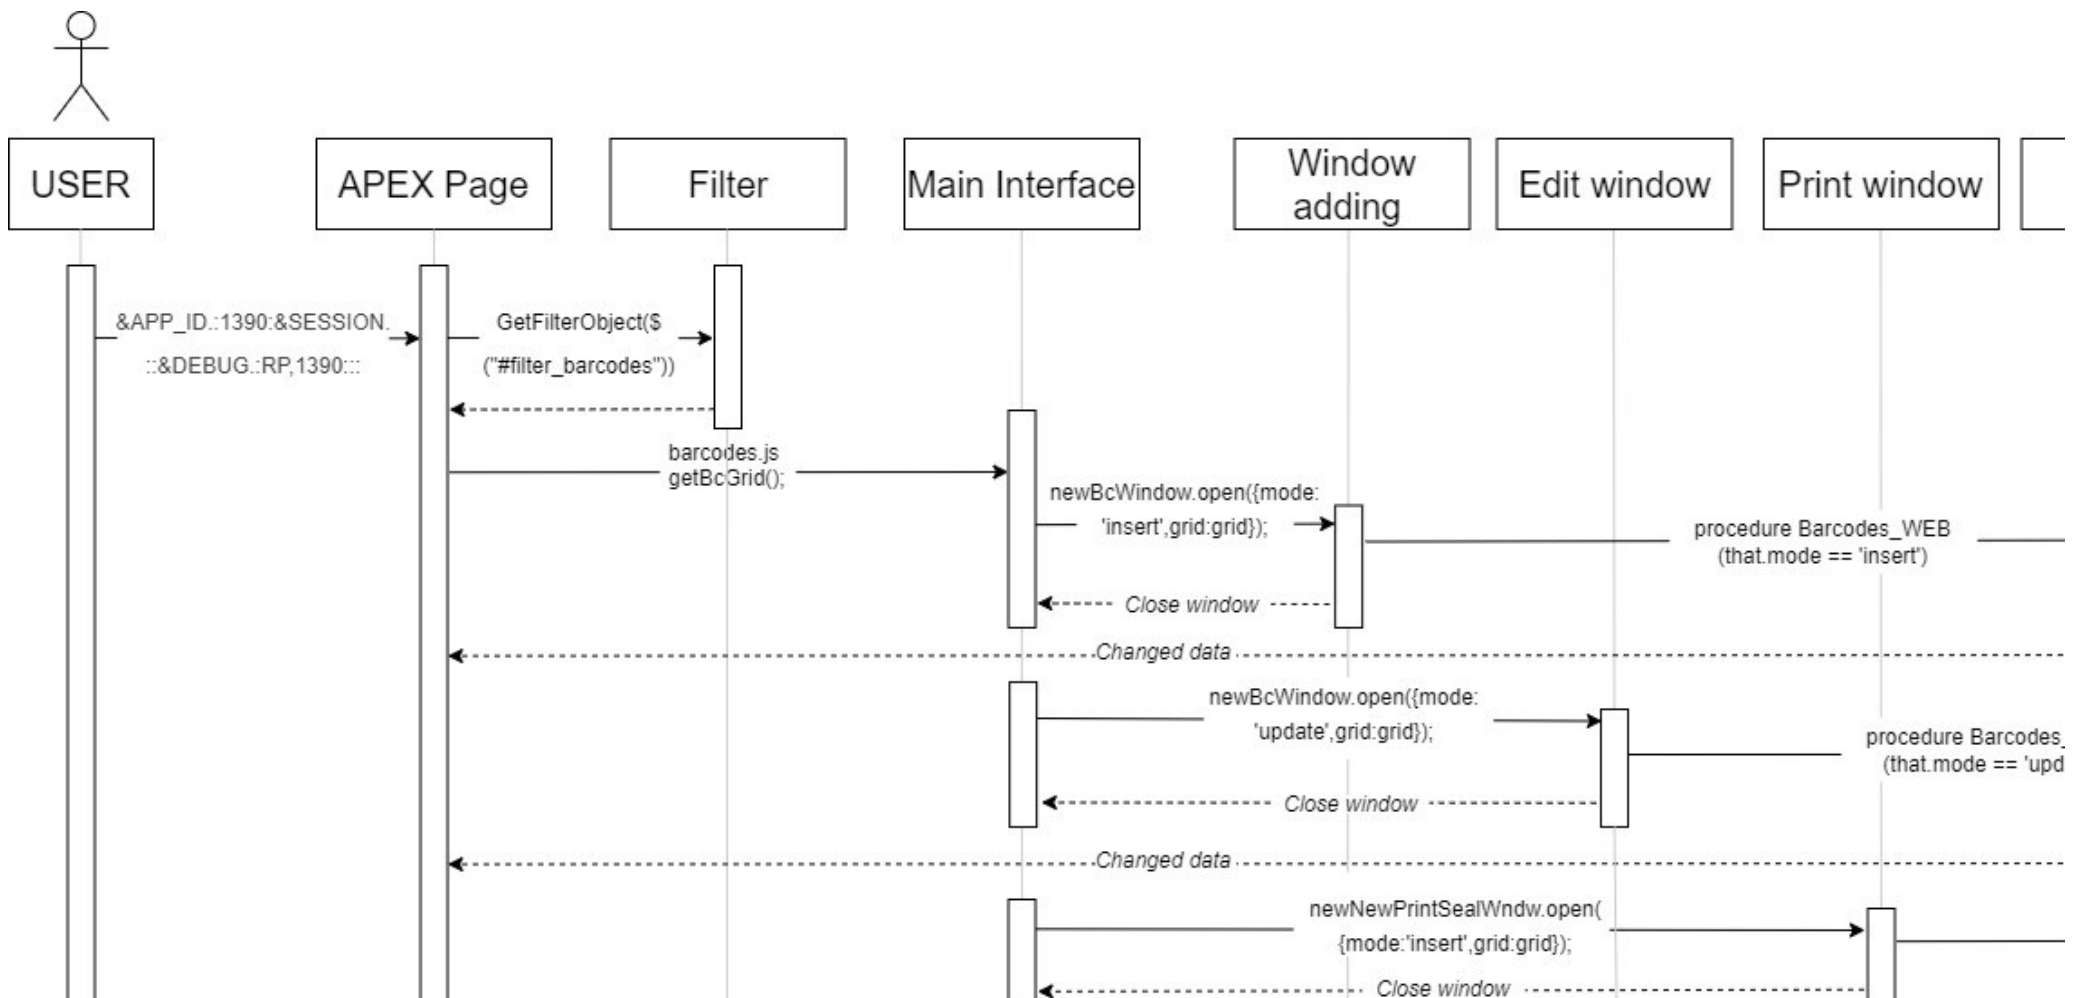 USER
APEX Page
Filter
Main Interface
Window
adding
Edit window
Print window
&APP_ID.:1390:&SESSION.
::&DEBUG.:RP,1390:::
GetFilterObject($
("#filter_barcodes"))
barcodes.js
getBcGrid();
newBcWindow.open({mode:
'insert',grid:grid});
procedure Barcodes_WEB
(that.mode == 'insert')
Close window
Changed data
newBcWindow.open({mode:
'update',grid:grid});
procedure Barcodes_
(that.mode == 'upd
Close window
Changed data
newNewPrintSealWndw.open(
{mode:'insert',grid:grid});
Close window